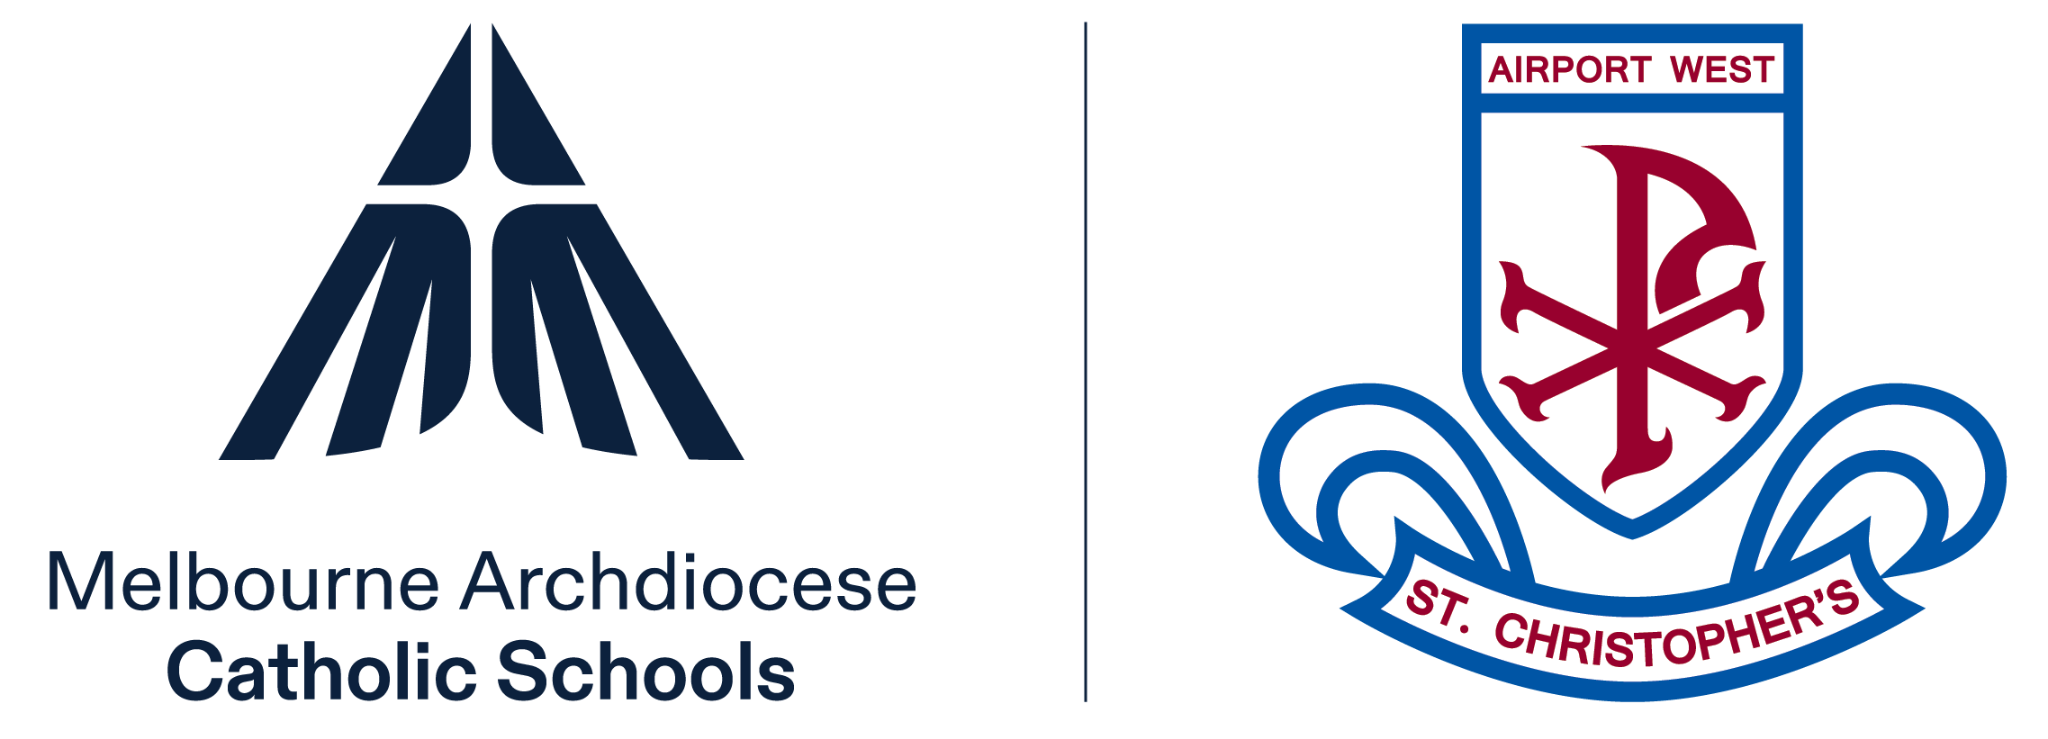 Melbourne Archdiocese
Catholic Schools
AIRPORT WEST
ST. CHRISTOPHER'S